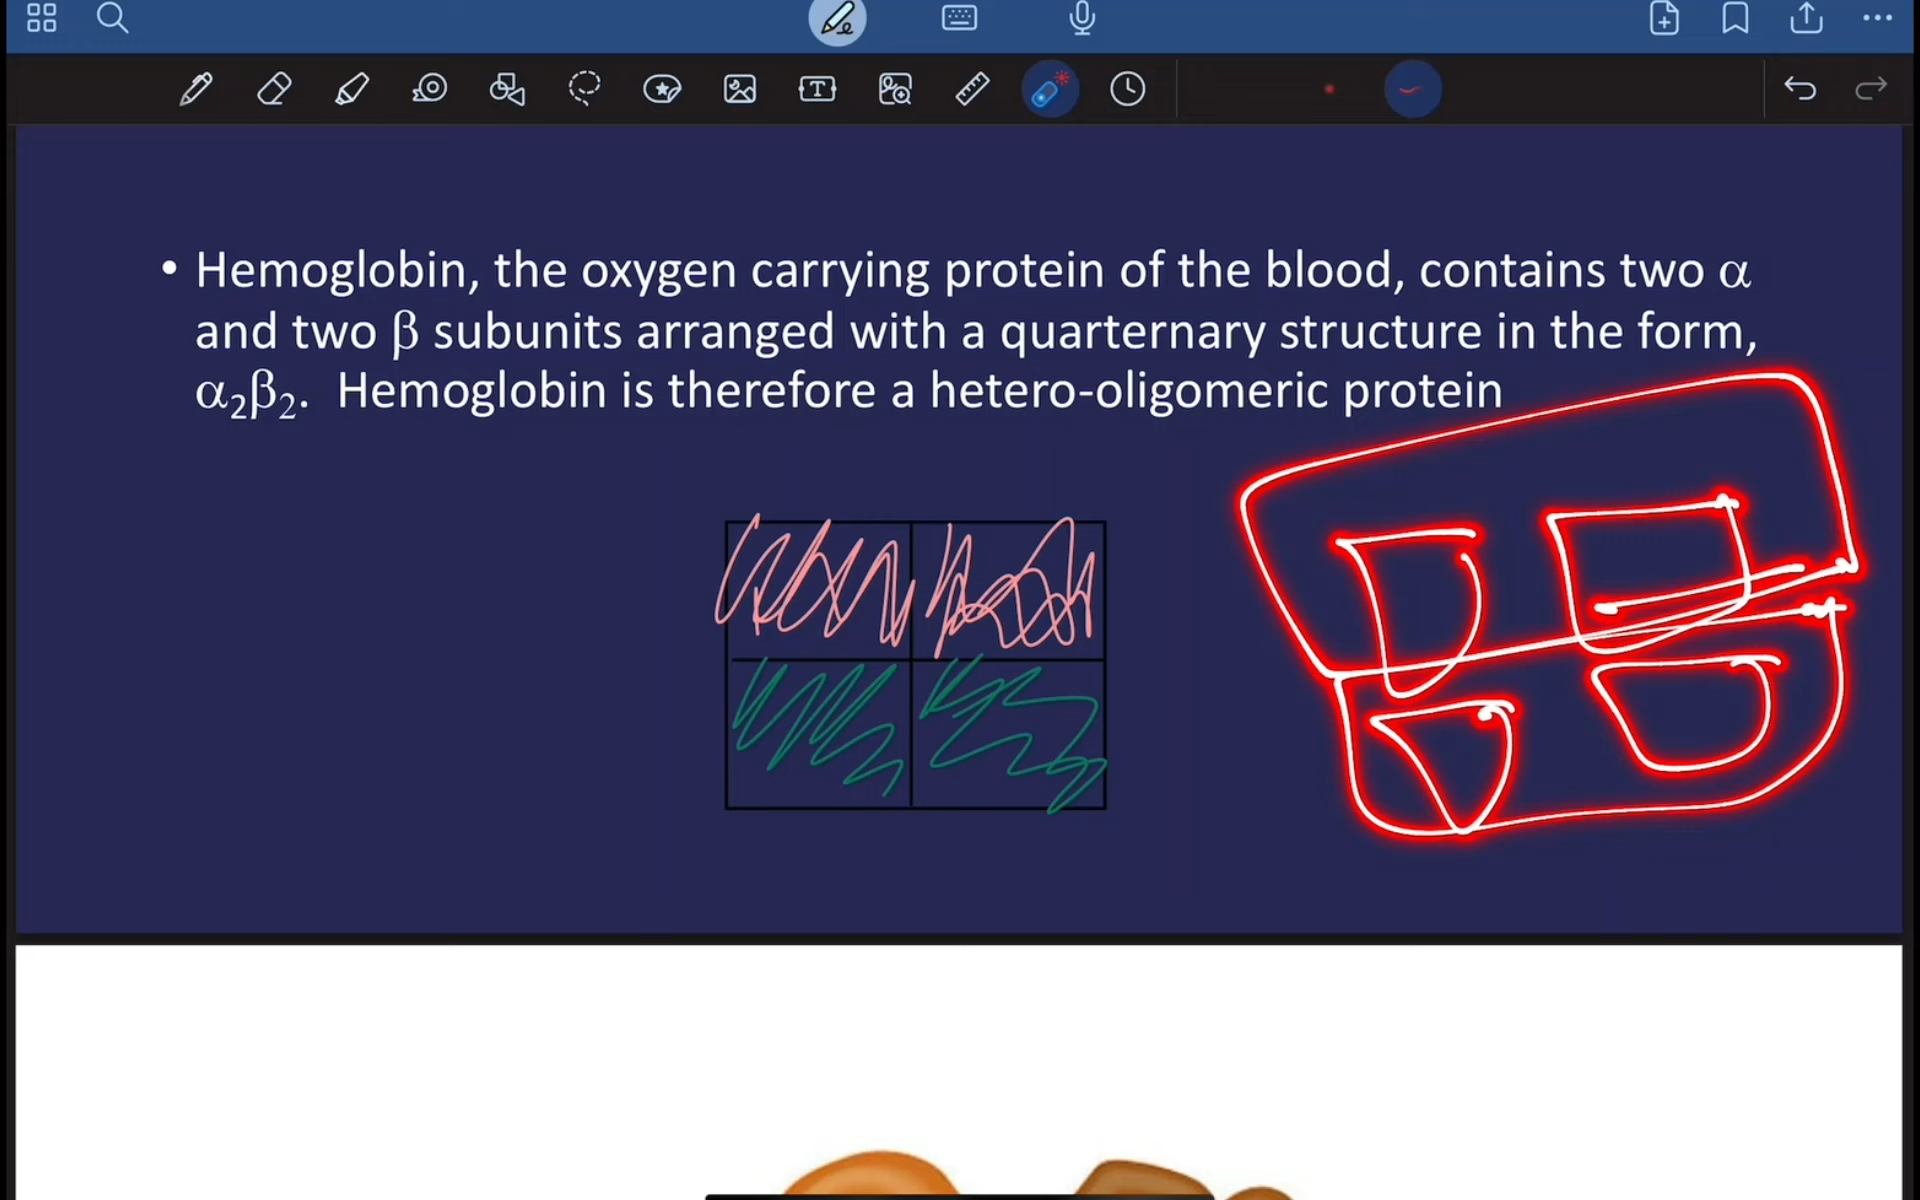 • Hemoglobin, the oxygen carrying protein of the blood, contains two α
and two β subunits arranged with a quarternary structure in the form,
α₂β₂. Hemoglobin is therefore a hetero-oligomeric protein